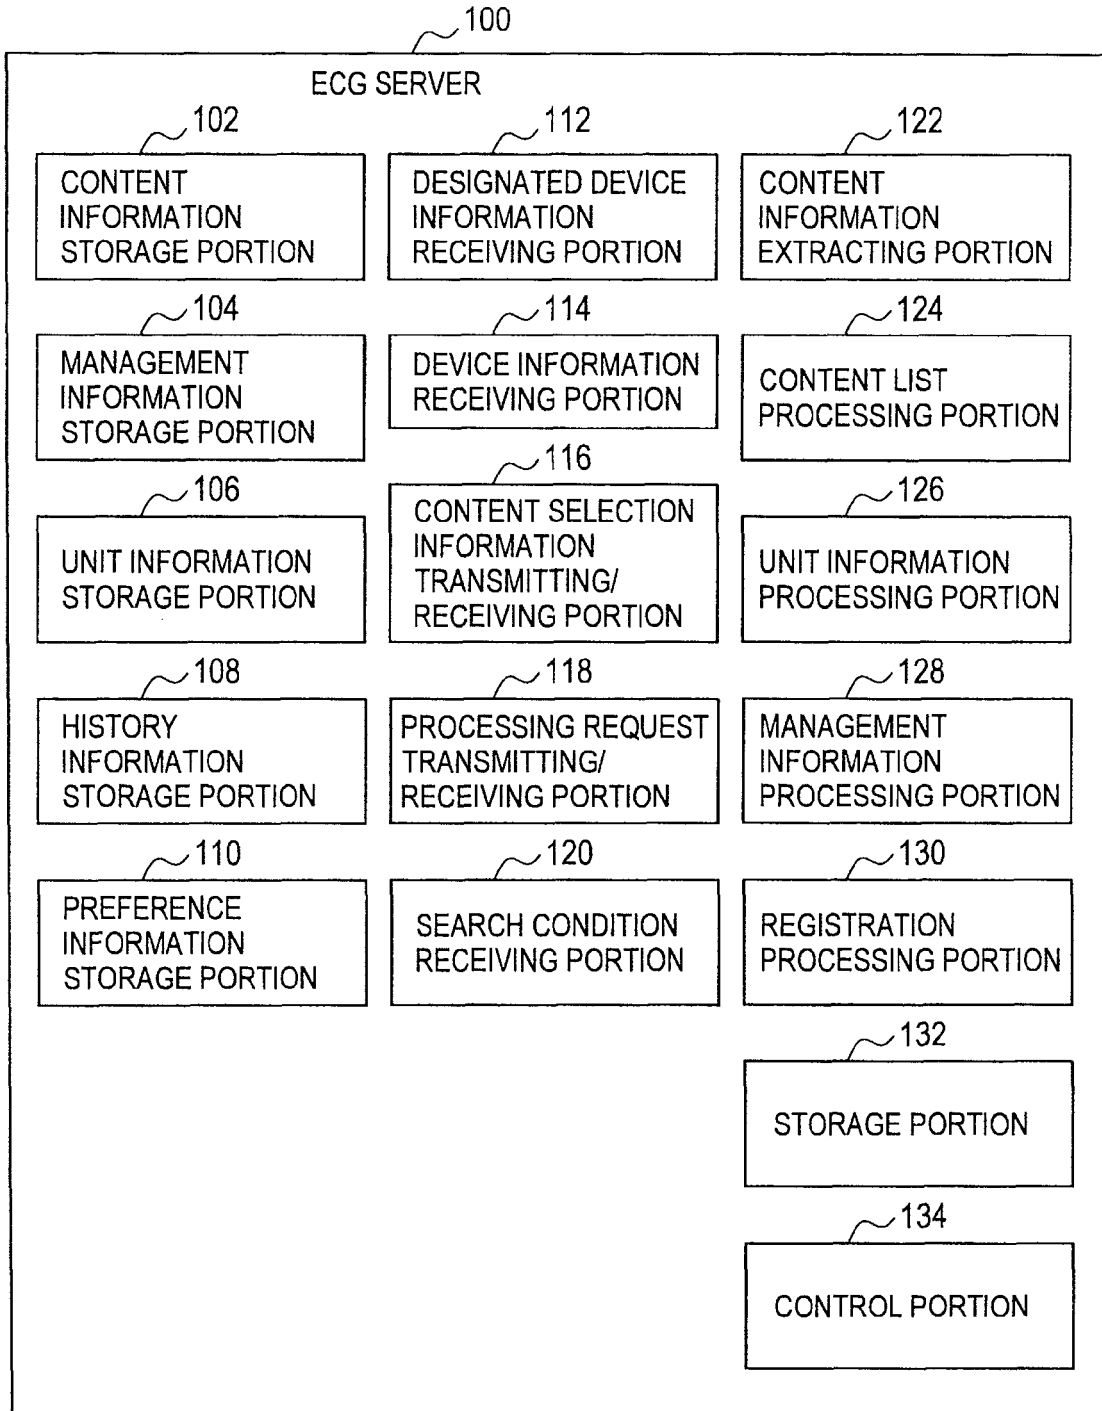 100
ECG SERVER
102
CONTENT
INFORMATION
STORAGE PORTION
104
MANAGEMENT
INFORMATION
STORAGE PORTION
106
UNIT INFORMATION
STORAGE PORTION
108
HISTORY
INFORMATION
STORAGE PORTION
110
PREFERENCE
INFORMATION
STORAGE PORTION
112
DESIGNATED DEVICE
INFORMATION
RECEIVING PORTION
114
DEVICE INFORMATION
RECEIVING PORTION
116
CONTENT SELECTION
INFORMATION
TRANSMITTING/
RECEIVING PORTION
118
PROCESSING REQUEST
TRANSMITTING/
RECEIVING PORTION
120
SEARCH CONDITION
RECEIVING PORTION
122
CONTENT
INFORMATION
EXTRACTING PORTION
124
CONTENT LIST
PROCESSING PORTION
126
UNIT INFORMATION
PROCESSING PORTION
128
MANAGEMENT
INFORMATION
PROCESSING PORTION
130
REGISTRATION
PROCESSING PORTION
132
STORAGE PORTION
134
CONTROL PORTION